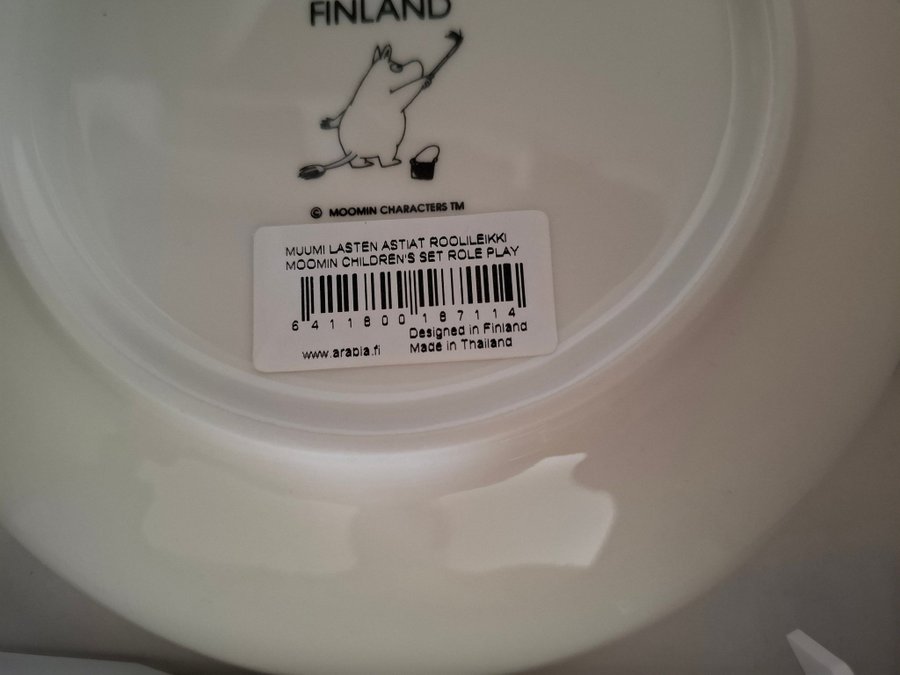 FINLAND
© MOOMIN CHARACTERS TM
MUUMI LASTEN ASTIAT ROOLILEIKKI
MOOMIN CHILDREN'S SET ROLE PLAY
6 411800 187114
Designed in Finland
www.arabia.fi Made in Thailand